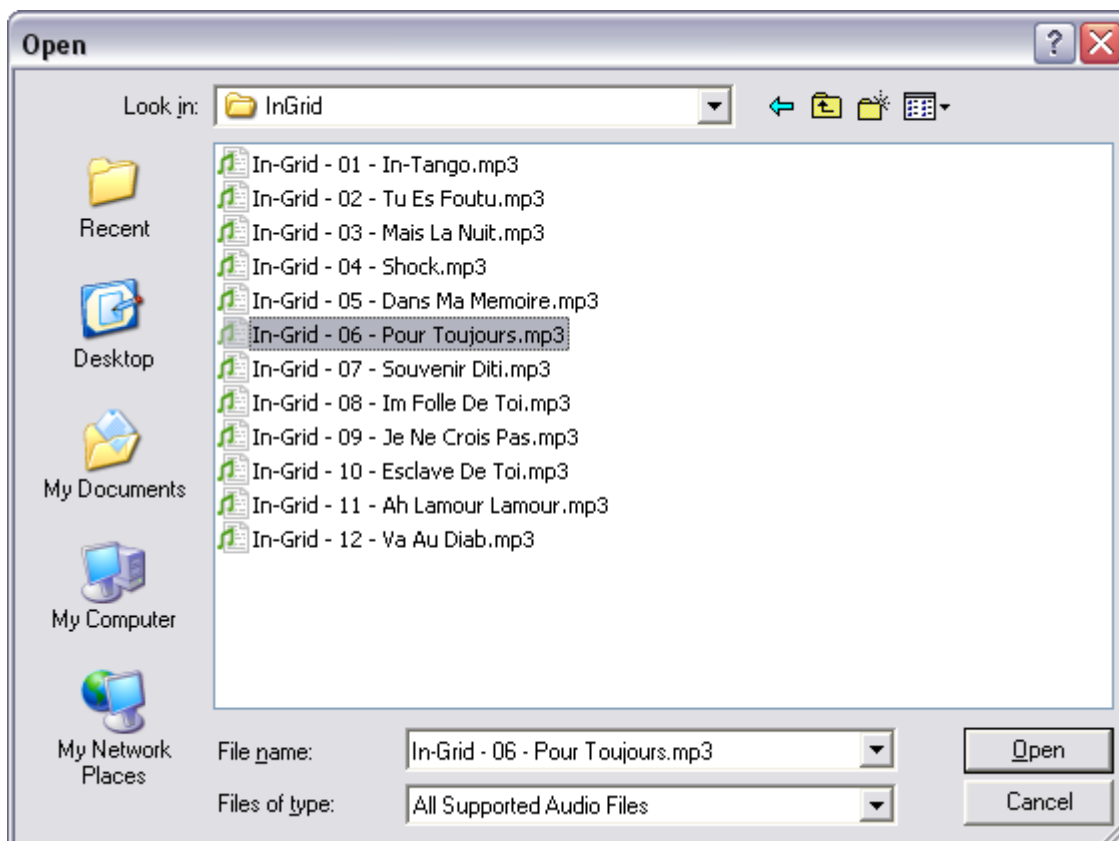 Open
Look in: InGrid
Recent
Desktop
My Documents
My Computer
My Network
Places
In-Grid - 01 - In-Tango.mp3
In-Grid - 02 - Tu Es Foutu.mp3
In-Grid - 03 - Mais La Nuit.mp3
In-Grid - 04 - Shock.mp3
In-Grid - 05 - Dans Ma Memoire.mp3
In-Grid - 06 - Pour Toujours.mp3
In-Grid - 07 - Souvenir Diti.mp3
In-Grid - 08 - Im Folle De Toi.mp3
In-Grid - 09 - Je Ne Crois Pas.mp3
In-Grid - 10 - Esclave De Toi.mp3
In-Grid - 11 - Ah Lamour Lamour.mp3
In-Grid - 12 - Va Au Diab.mp3
File name: In-Grid - 06 - Pour Toujours.mp3 Open
Files of type: All Supported Audio Files Cancel